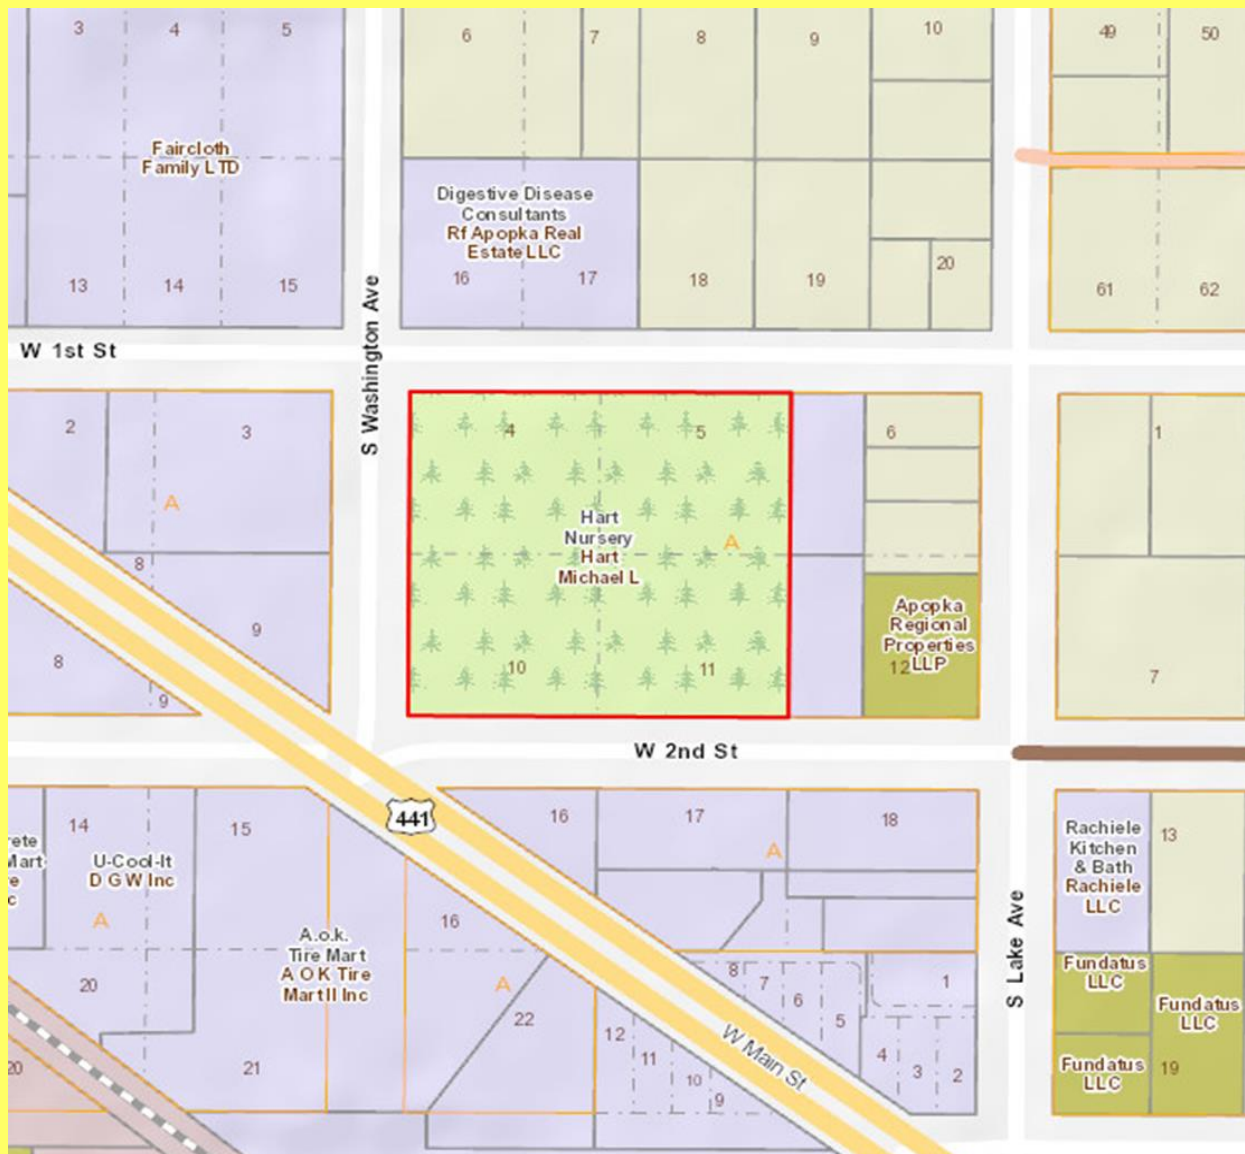 3 4 5
6 7 8 9 10
49 50
Faircloth
Family LTD
Digestive Disease
Consultants
Rf Apopka Real
Estate LLC
13 14 15
16 17 18 19 20
61 62
W 1st St
S Washington Ave
2 3
A
8
9
8
9
4 5
Hart
Nursery
Hart
Michael L
A
10 11
6
Apopka
Regional
Properties
LLP
12
1
7
W 2nd St
441
rete
Mart
e
c
14
U-Cool-It
D G W Inc
A
20
15
A.o.k.
Tire Mart
A O K Tire
Mart II Inc
21
20
16
A
22
16 17 18
A
8 7 6 5
1
4 3 2
12 11 10 9
W Main St
S Lake Ave
Rachiele
Kitchen
& Bath
Rachiele
LLC
13
Fundatus
LLC
Fundatus
LLC
Fundatus
LLC
19